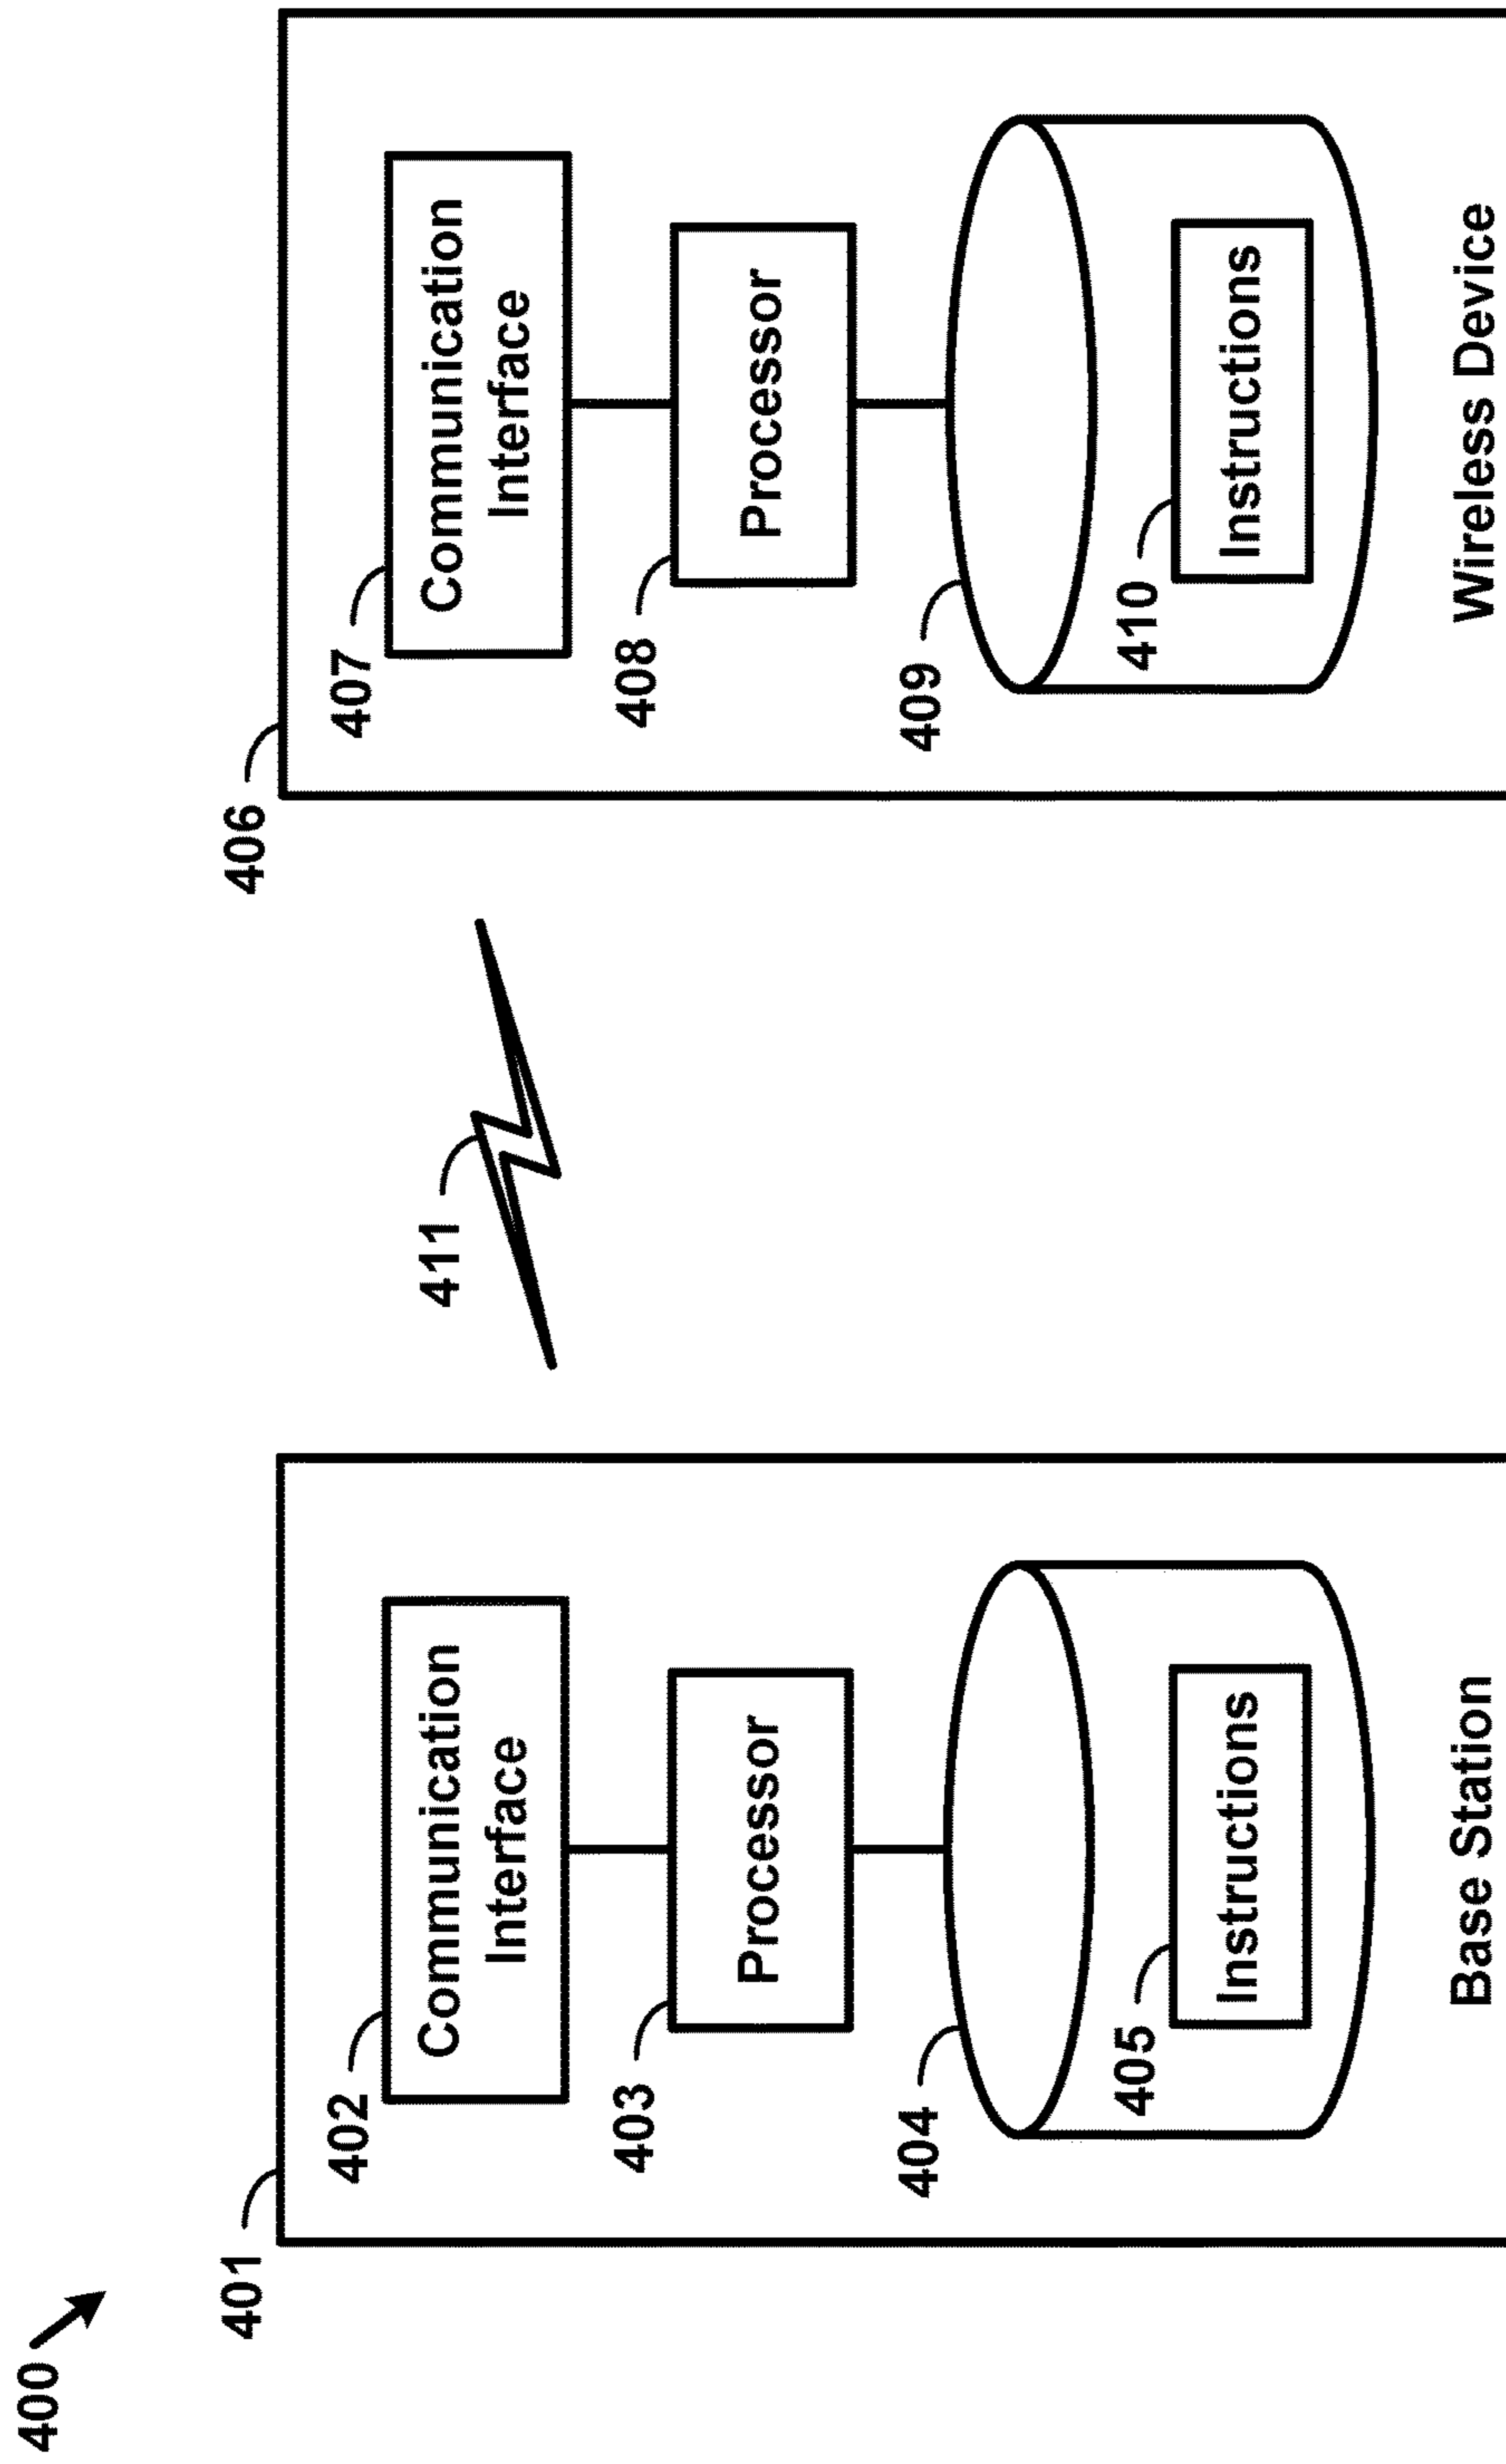 400
401
402
Communication
Interface
403
Processor
404
405
Instructions
Base Station
411
406
407
Communication
Interface
408
Processor
409
410
Instructions
Wireless Device